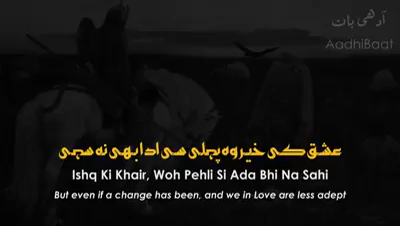 آدھی بات
AadhiBaat
عشق کی خیر وہ پہلی سی ادا بھی نہ سہی
Ishq Ki Khair, Woh Pehli Si Ada Bhi Na Sahi
But even if a change has been, and we in Love are less adept